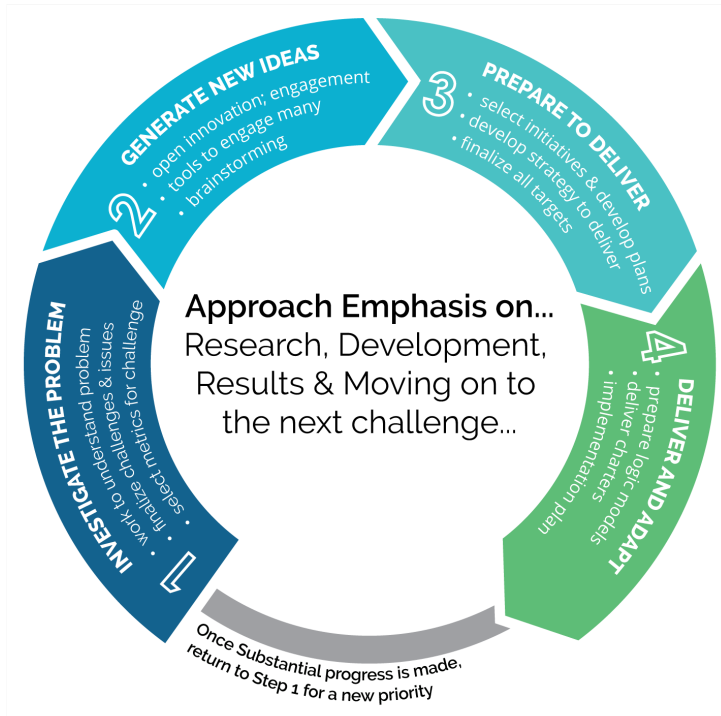 1
INVESTIGATE THE PROBLEM
• work to understand problem
• finalize challenges & issues
• select metrics for challenge
2
GENERATE NEW IDEAS
• open innovation; engagement
• tools to engage many
• brainstorming
3
PREPARE TO DELIVER
• select initiatives & develop plans
• develop strategy to deliver
• finalize all targets
4
DELIVER AND ADAPT
• prepare logic models
• deliver charters
• implementation plan
Approach Emphasis on...
Research, Development,
Results & Moving on to
the next challenge...
Once Substantial progress is made,
return to Step 1 for a new priority